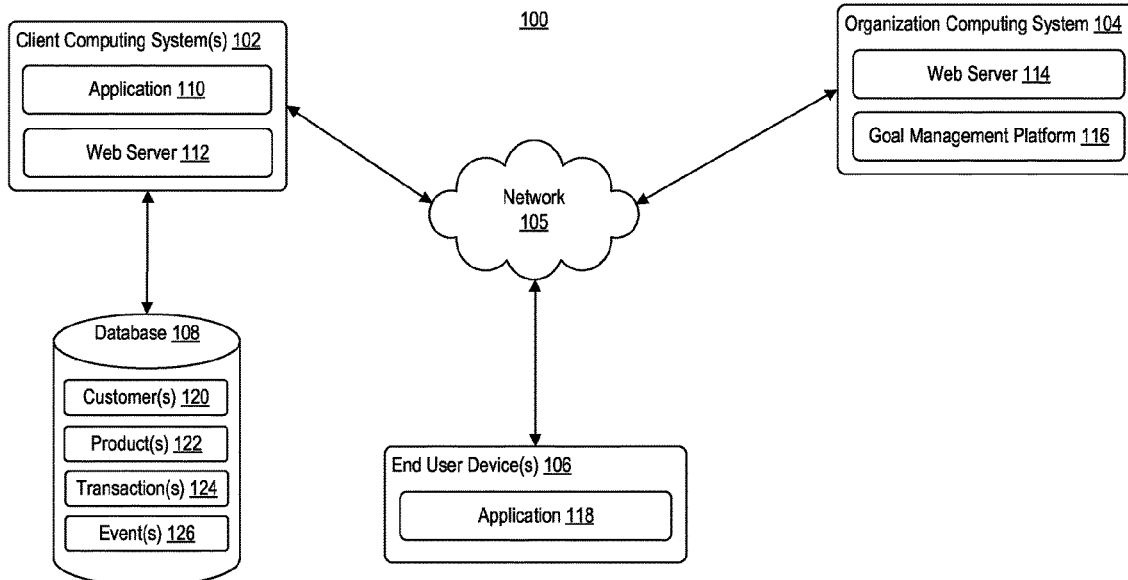 100
Client Computing System(s) 102
Application 110
Web Server 112
Organization Computing System 104
Web Server 114
Goal Management Platform 116
Network
105
Database 108
Customer(s) 120
Product(s) 122
Transaction(s) 124
Event(s) 126
End User Device(s) 106
Application 118